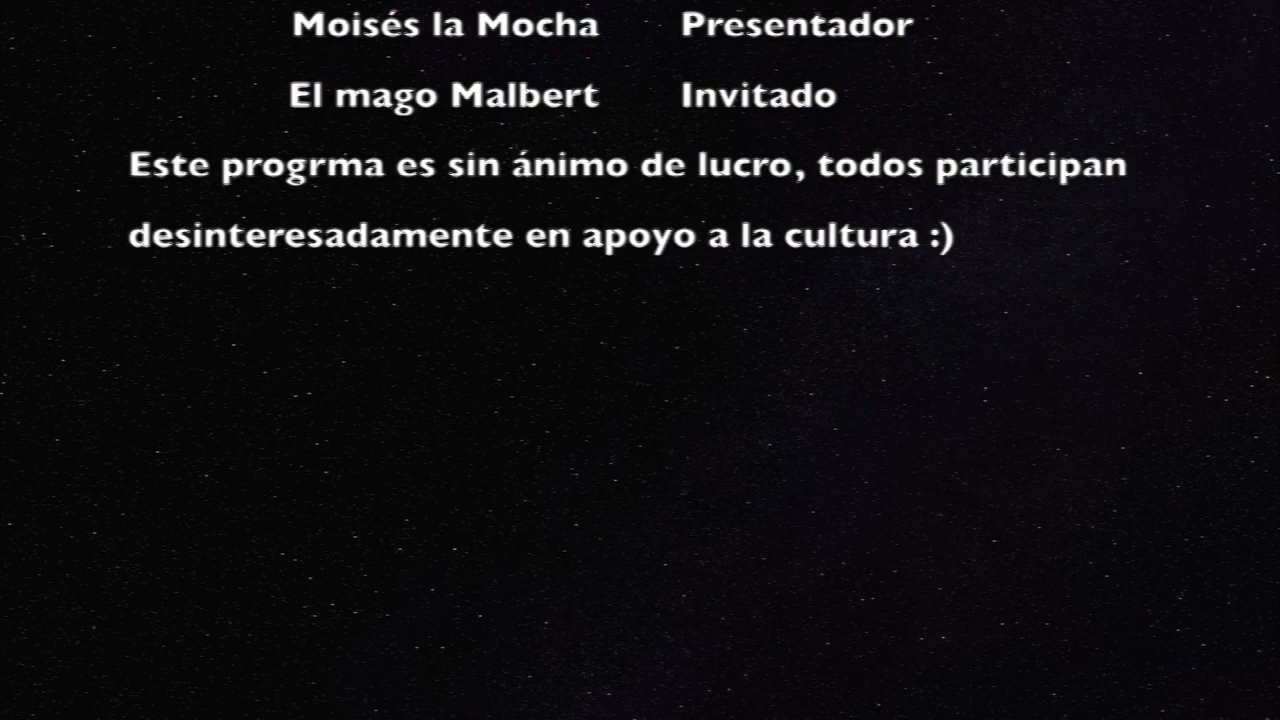 Moisés la Mocha Presentador
El mago Malbert Invitado
Este progrma es sin ánimo de lucro, todos participan
desinteresadamente en apoyo a la cultura :)